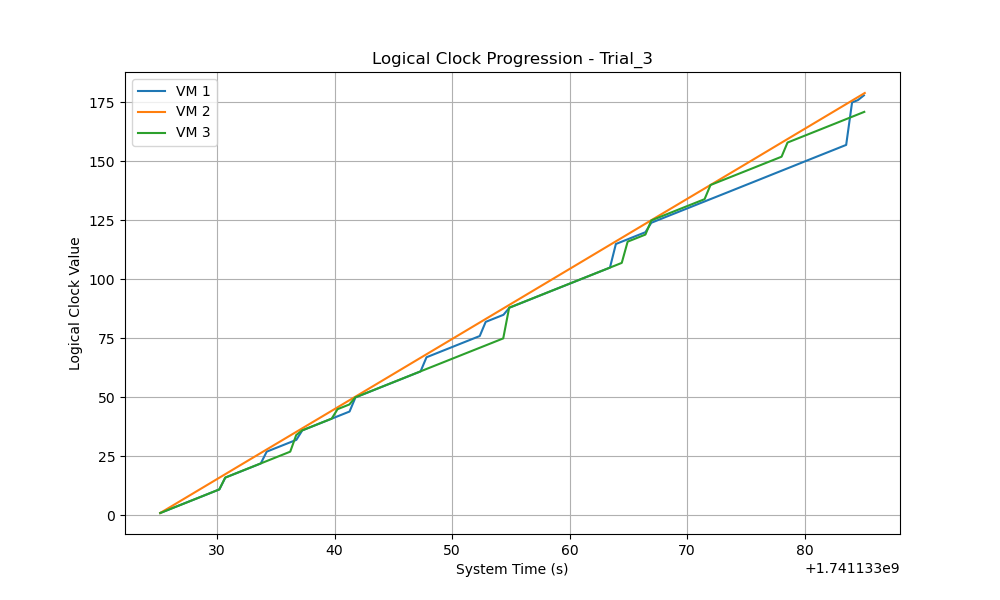 Logical Clock Progression - Trial_3
VM 1
VM 2
VM 3
Logical Clock Value
175
150
125
100
75
50
25
0
30 40 50 60 70 80
System Time (s)
+1.741133e9